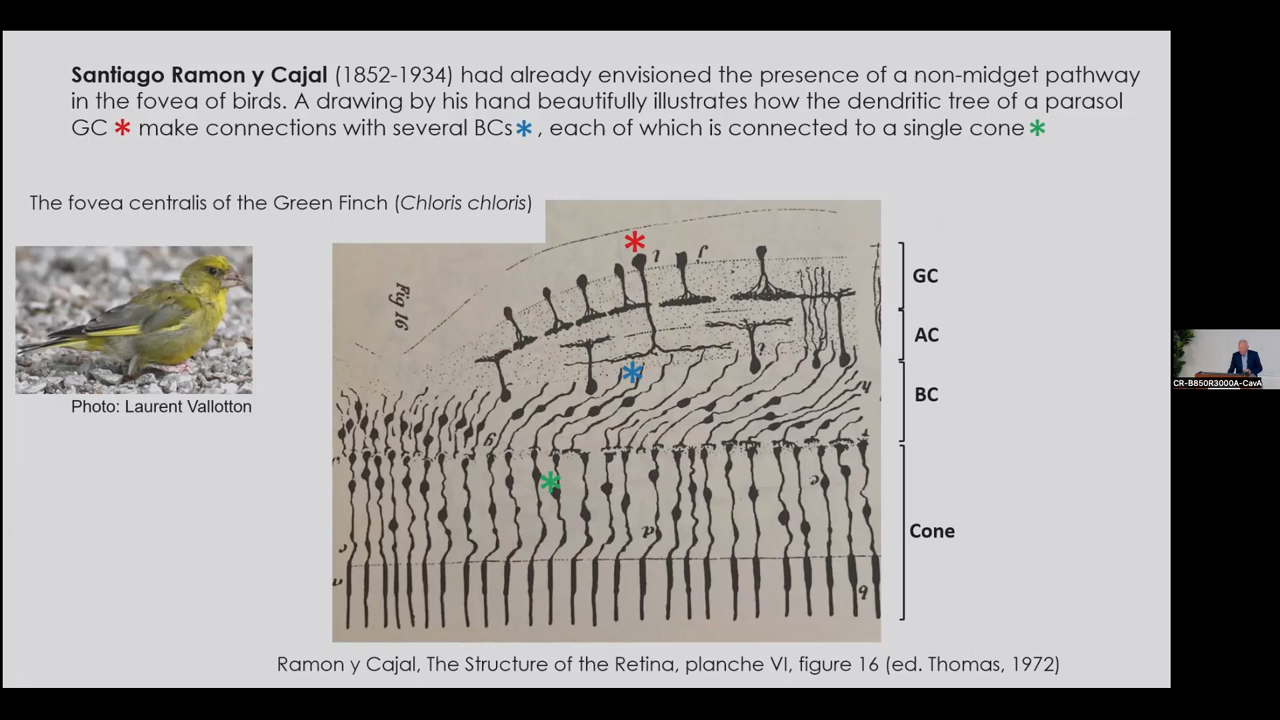 Santiago Ramon y Cajal (1852-1934) had already envisioned the presence of a non-midget pathway
in the fovea of birds. A drawing by his hand beautifully illustrates how the dendritic tree of a parasol
GC * make connections with several BCs*, each of which is connected to a single cone*
The fovea centralis of the Green Finch (Chloris chloris)
Fig 16
GC
AC
BC
Cone
Photo: Laurent Vallotton
CR-B850R3000A-CavA
Ramon y Cajal, The Structure of the Retina, planche VI, figure 16 (ed. Thomas, 1972)